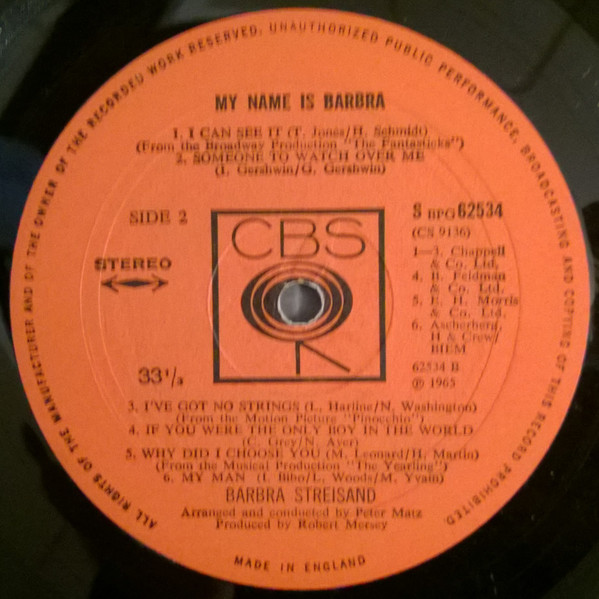 ALL RIGHTS OF THE MANUFACTURER AND OF THE OWNER OF THE RECORDED WORK RESERVED. UNAUTHORIZED PUBLIC PERFORMANCE, BROADCASTING AND COPYING OF THIS RECORD PROHIBITED.
MY NAME IS BARBRA
1. I CAN SEE IT (T. Jones/H. Schmidt)
(From the Broadway Production "The Fantasticks")
2. SOMEONE TO WATCH OVER ME
(I. Gershwin/G. Gershwin)
SIDE 2
STEREO
33 1/3
CBS
S BPG 62534
(CS 9136)
1—3. Chappell
& Co. Ltd,
4. B. Feldman
& Co. Ltd.
5. E. H. Morris
& Co. Ltd.
6. Ascherberg,
H & Crew/
BIEM
62534 B
℗ 1965
3. I'VE GOT NO STRINGS (L. Harline/N. Washington)
(From the Motion Picture "Pinocchio")
4. IF YOU WERE THE ONLY BOY IN THE WORLD
(C. Grey/N. Ayer)
5. WHY DID I CHOOSE YOU (M. Leonard/H. Martin)
(From the Musical Production "The Yearling")
6. MY MAN (I. Bibo/L. Woods/M. Yvain)
BARBRA STREISAND
Arranged and conducted by Peter Matz
Produced by Robert Mersey
MADE IN ENGLAND